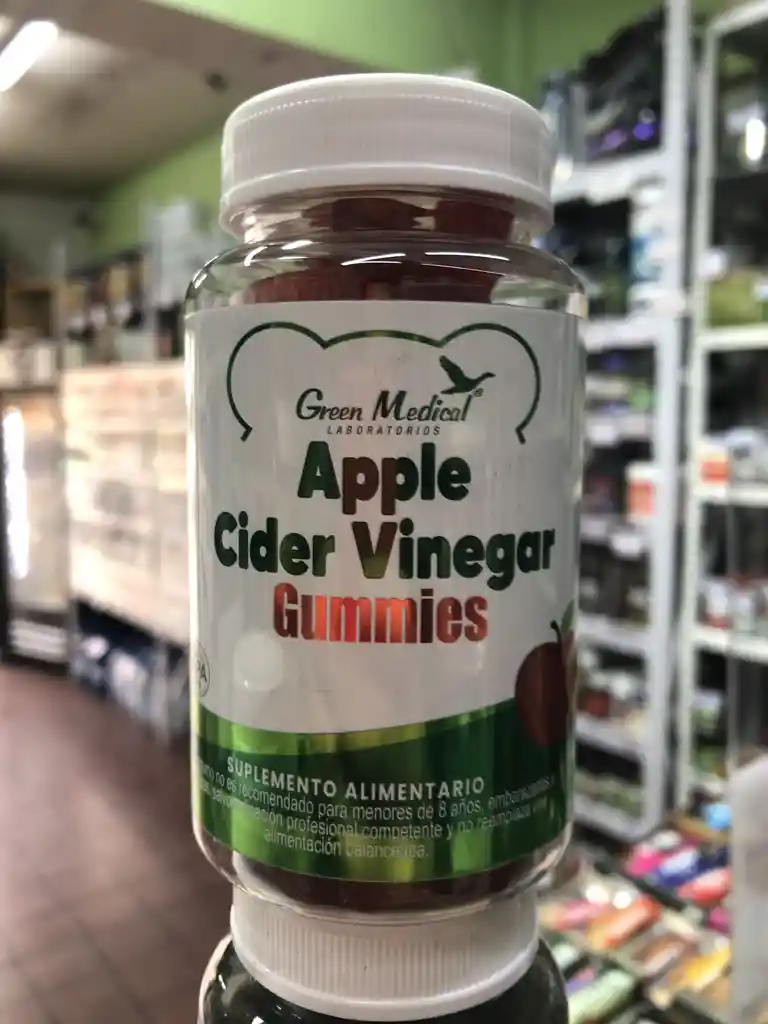 Green Medical®
LABORATORIOS
Apple
Cider Vinegar
Gummies
SUPLEMENTO ALIMENTARIO
no es recomendado para menores de 8 años, embarazadas
profesional competente y no reemplaza
alimentación balanceada.